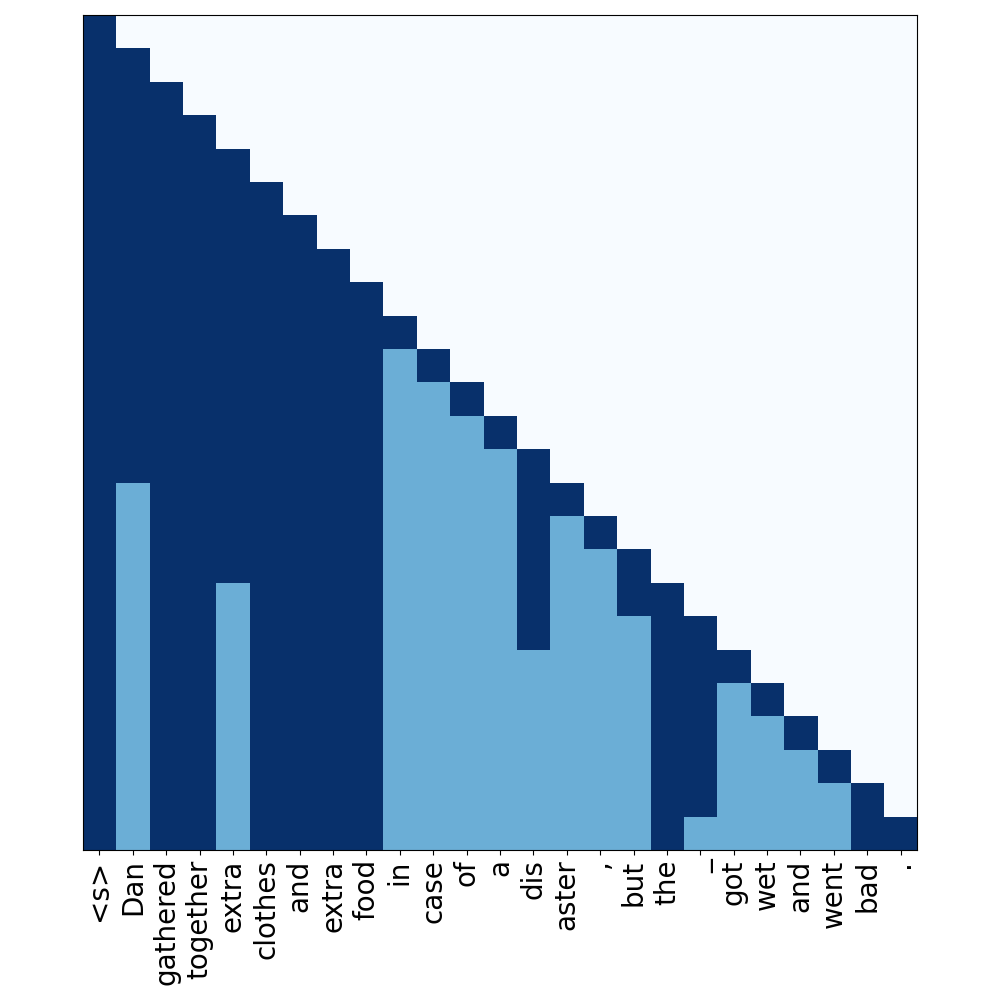 <s> Dan gathered together extra clothes and extra food in case of a dis aster , but the _ got wet and went bad .